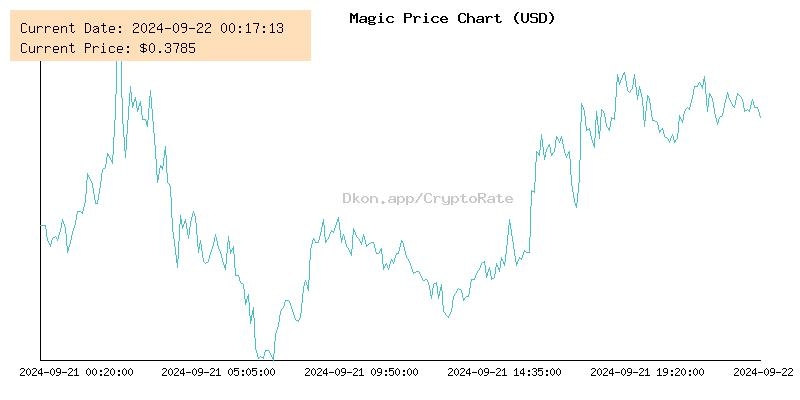 Magic Price Chart (USD)
Current Date: 2024-09-22 00:17:13
Current Price: $0.3785
Dkon.app/CryptoRate
2024-09-21 00:20:00 2024-09-21 05:05:00 2024-09-21 09:50:00 2024-09-21 14:35:00 2024-09-21 19:20:00 2024-09-22